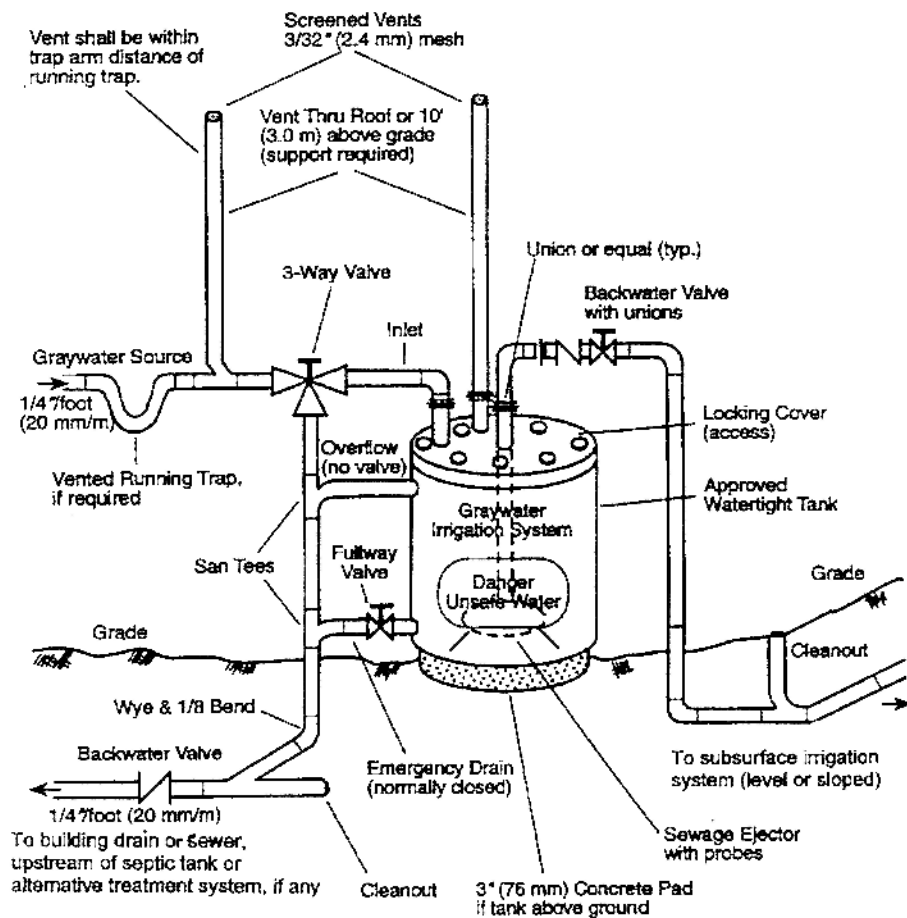 Vent shall be within
trap arm distance of
running trap.
Screened Vents
3/32" (2.4 mm) mesh
Vent Thru Roof or 10'
(3.0 m) above grade
(support required)
Union or equal (typ.)
3-Way Valve
Backwater Valve
with unions
Inlet
Graywater Source
1/4"/foot
(20 mm/m)
Locking Cover
(access)
Overflow
(no valve)
Vented Running Trap,
if required
Approved
Watertight Tank
Graywater
Irrigation System
San Tees
Fullway
Valve
Danger
Unsafe Water
Grade
Grade
Cleanout
Wye & 1/8 Bend
Backwater Valve
Emergency Drain
(normally closed)
To subsurface irrigation
system (level or sloped)
1/4"/foot (20 mm/m)
To building drain or sewer,
upstream of septic tank or
alternative treatment system, if any
Sewage Ejector
with probes
Cleanout
3" (76 mm) Concrete Pad
if tank above ground